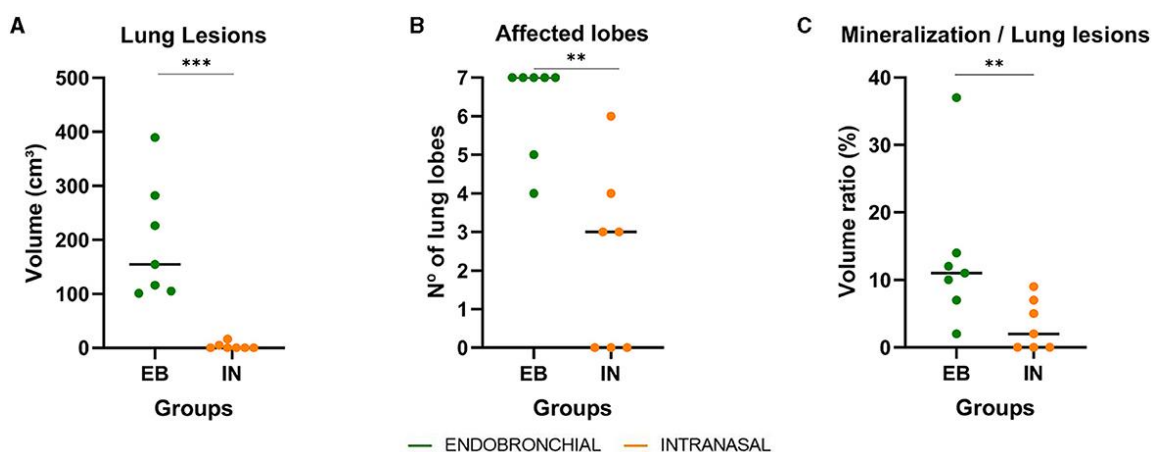 A
Lung Lesions
***
500
400
300
200
100
0
Volume (cm³)
EB IN
Groups
B
Affected lobes
**
7
6
5
4
3
2
1
0
Nº of lung lobes
EB IN
Groups
C
Mineralization / Lung lesions
**
40
30
20
10
0
Volume ratio (%)
EB IN
Groups
ENDOBRONCHIAL INTRANASAL